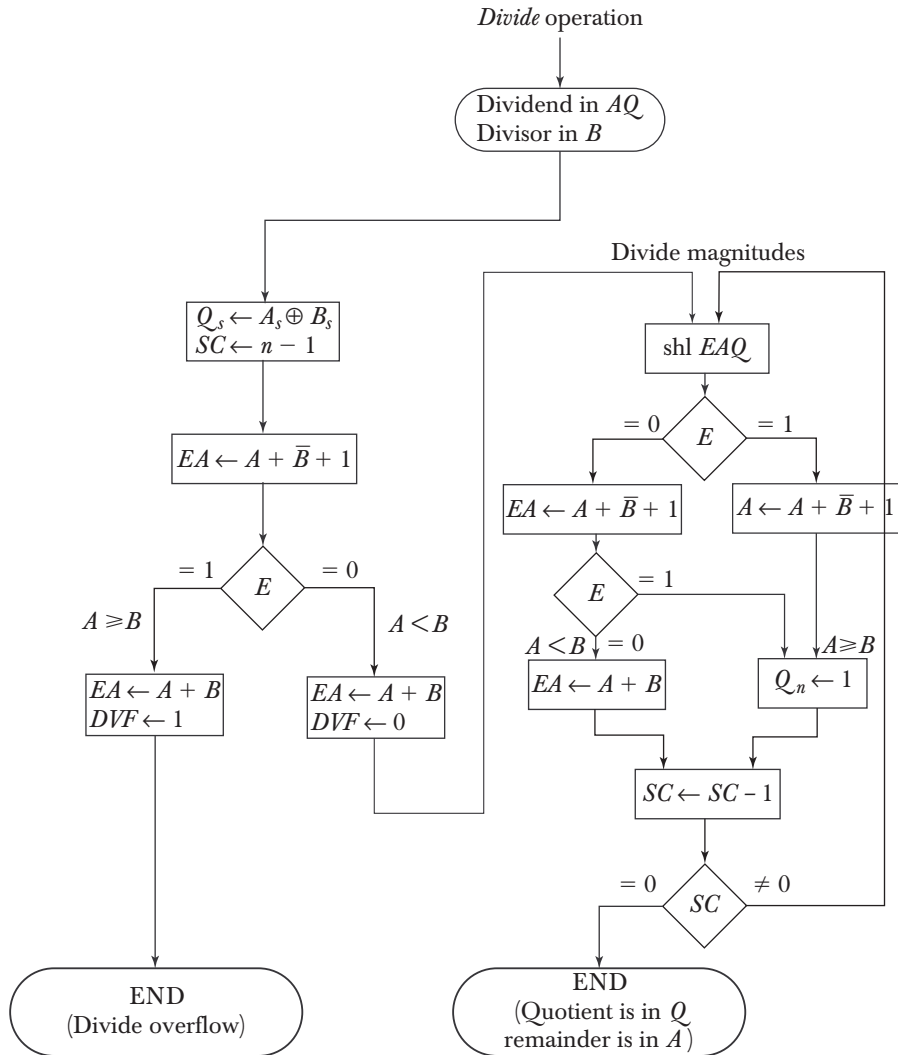 Divide operation
Dividend in AQ
Divisor in B
Divide magnitudes
Qₛ ← Aₛ ⊕ Bₛ
SC ← n − 1
shl EAQ
= 0
E
= 1
EA ← A + B̅ + 1
EA ← A + B̅ + 1
A ← A + B̅ + 1
= 1
E
= 0
E
= 1
A ≥ B
A < B
A < B
= 0
A ≥ B
EA ← A + B
DVF ← 1
EA ← A + B
DVF ← 0
EA ← A + B
Qₙ ← 1
SC ← SC − 1
= 0
SC
≠ 0
END
(Divide overflow)
END
(Quotient is in Q
remainder is in A)